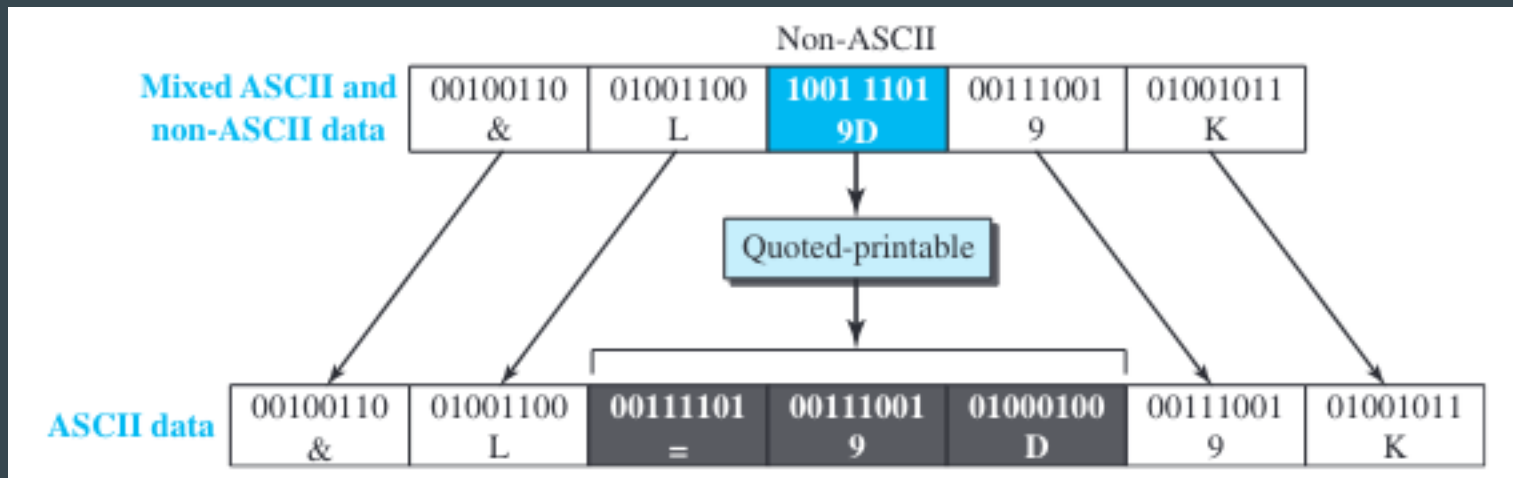 Non-ASCII
Mixed ASCII and
non-ASCII data
00100110 01001100 1001 1101 00111001 01001011
& L 9D 9 K
Quoted-printable
ASCII data
00100110 01001100 00111101 00111001 01000100 00111001 01001011
& L = 9 D 9 K